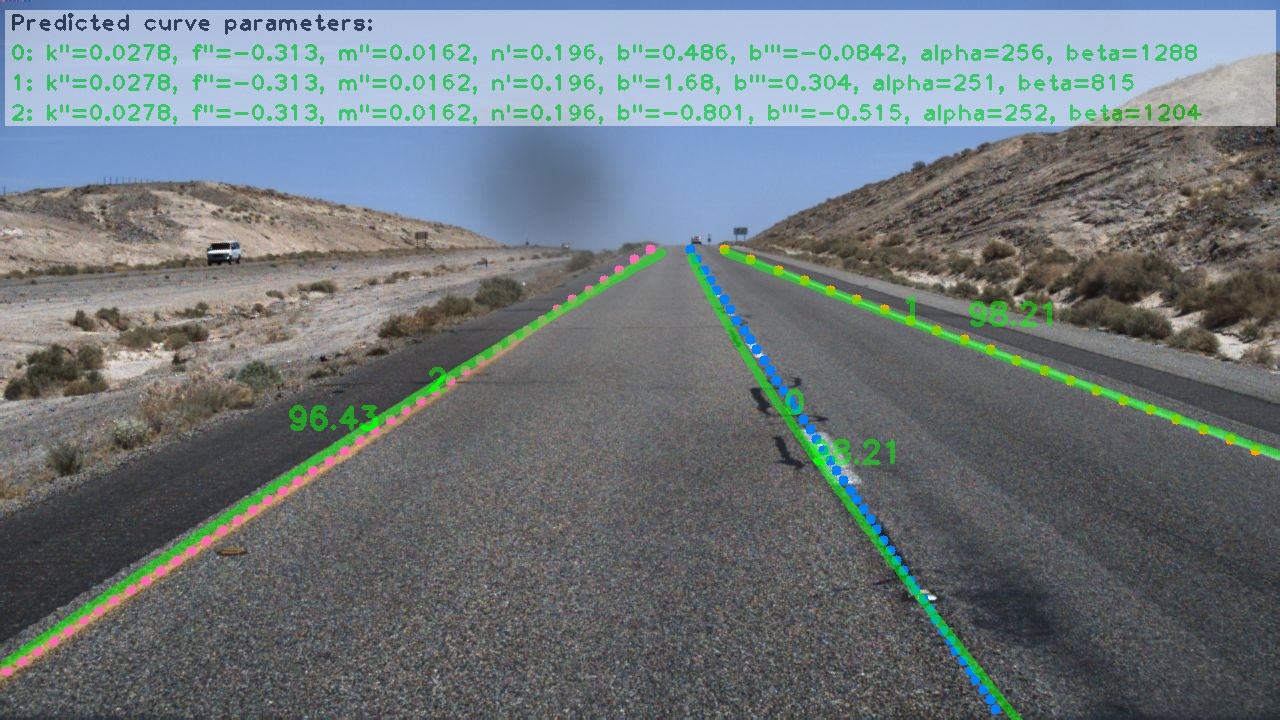 Predicted curve parameters:
0: k''=0.0278, f''=-0.313, m''=0.0162, n'=0.196, b''=0.486, b'''=-0.0842, alpha=256, beta=1288
1: k''=0.0278, f''=-0.313, m''=0.0162, n'=0.196, b''=1.68, b'''=0.304, alpha=251, beta=815
2: k''=0.0278, f''=-0.313, m''=0.0162, n'=0.196, b''=-0.801, b'''=-0.515, alpha=252, beta=1204
1
98.21
2
0
96.43
98.21